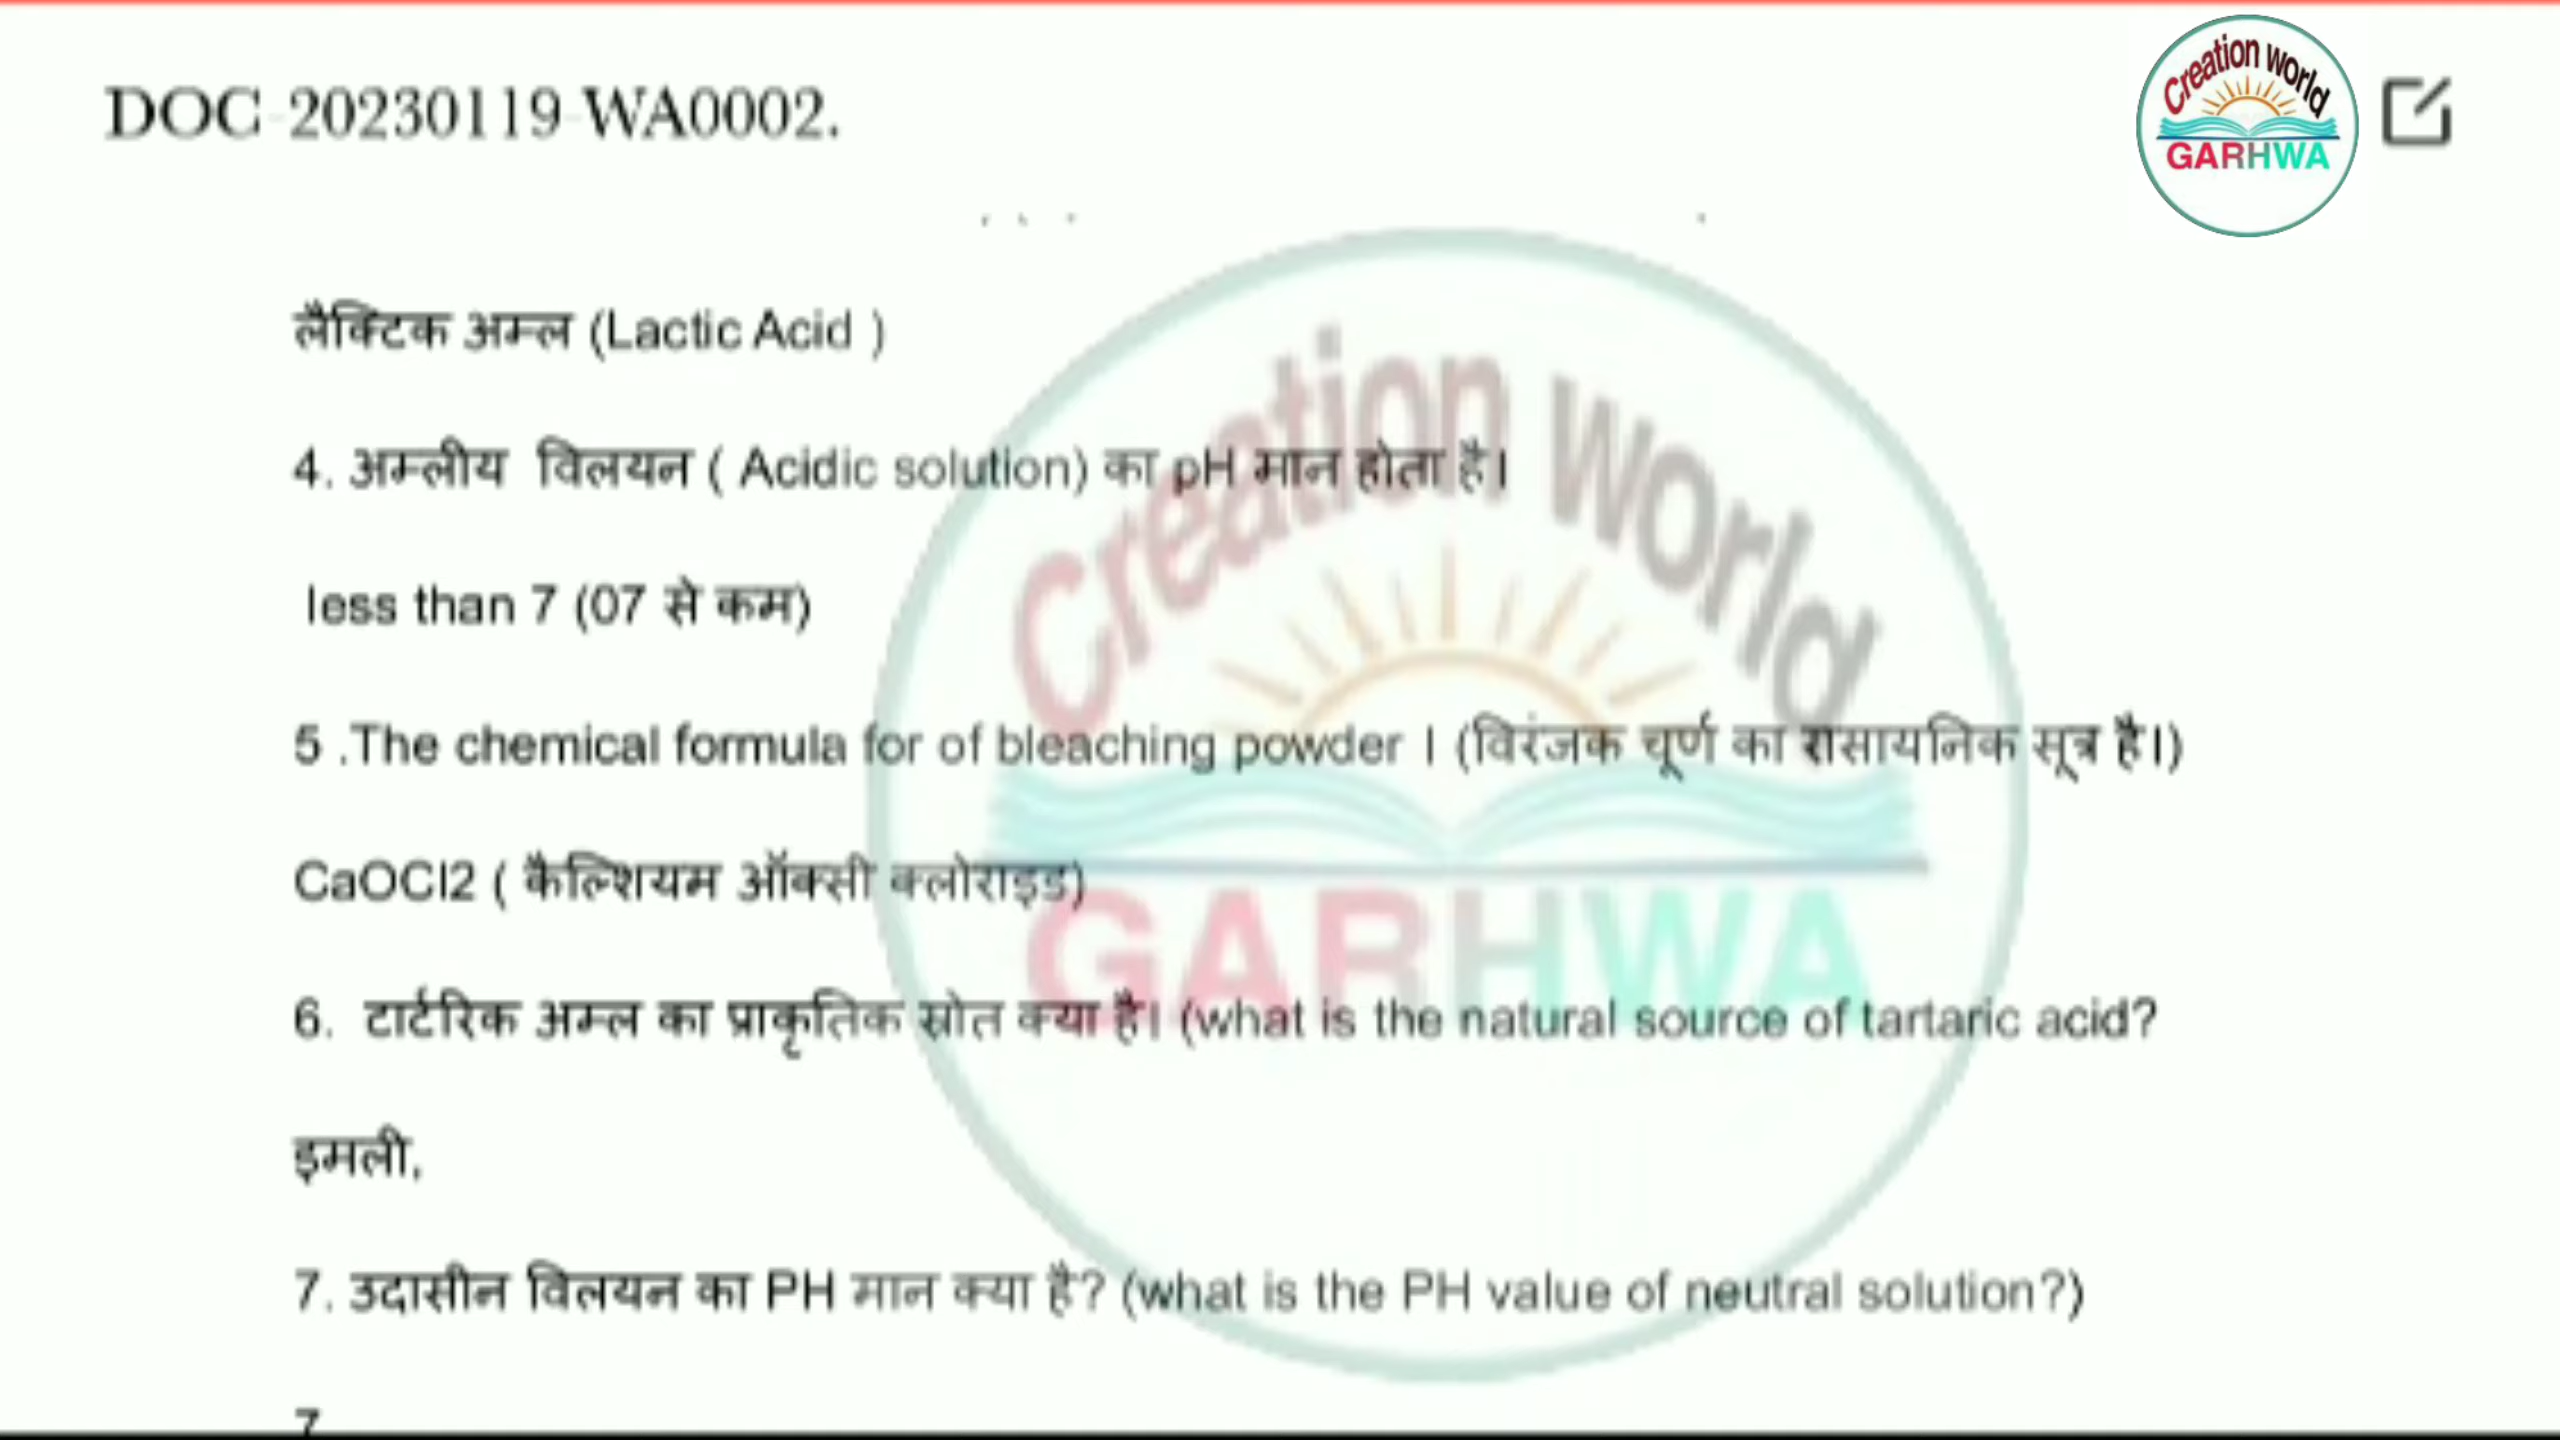 DOC-20230119-WA0002.
Creation world
GARHWA
लैक्टिक अम्ल (Lactic Acid )
4. अम्लीय विलयन ( Acidic solution) का pH मान होता है।
less than 7 (07 से कम)
5 .The chemical formula for of bleaching powder । (विरंजक चूर्ण का रासायनिक सूत्र है।)
CaOCl2 ( कैल्शियम ऑक्सी क्लोराइड)
6. टार्टरिक अम्ल का प्राकृतिक स्रोत क्या है। (what is the natural source of tartaric acid?
इमली,
7. उदासीन विलयन का PH मान क्या है? (what is the PH value of neutral solution?)
7
Creation world
GARHWA